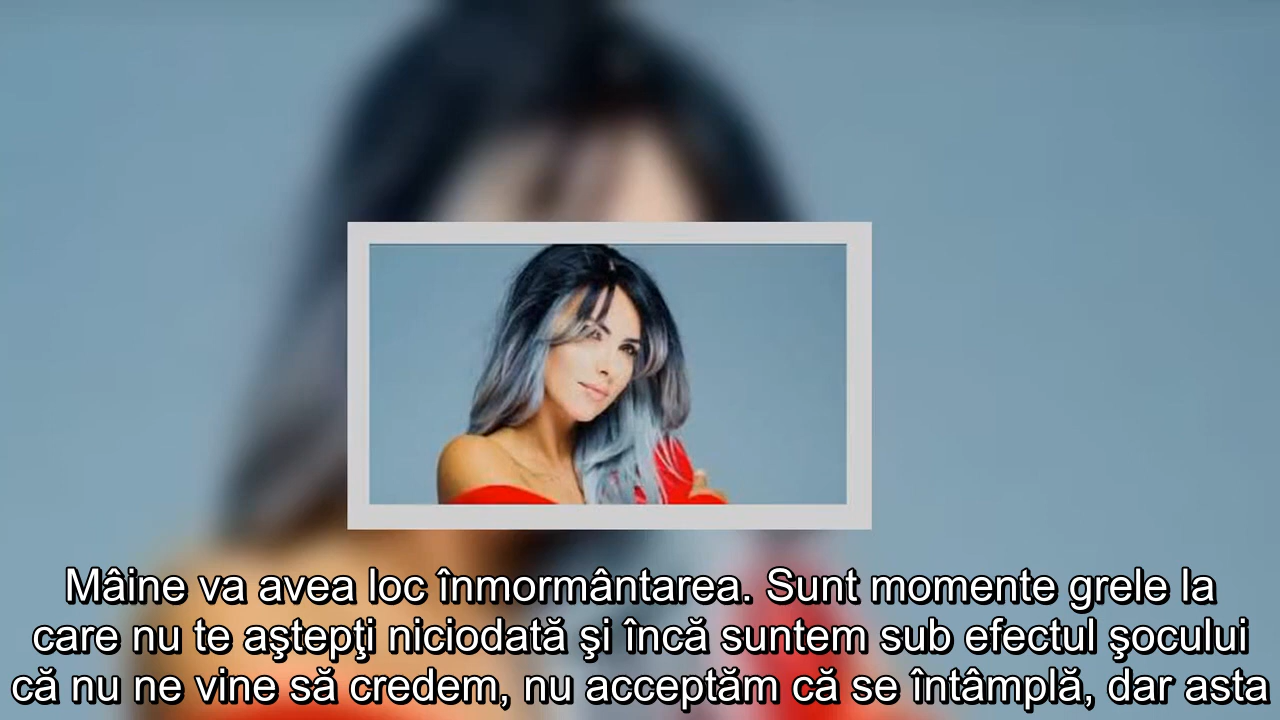 Mâine va avea loc înmormântarea. Sunt momente grele la
care nu te aştepţi niciodată şi încă suntem sub efectul şocului
că nu ne vine să credem, nu acceptăm că se întâmplă, dar asta